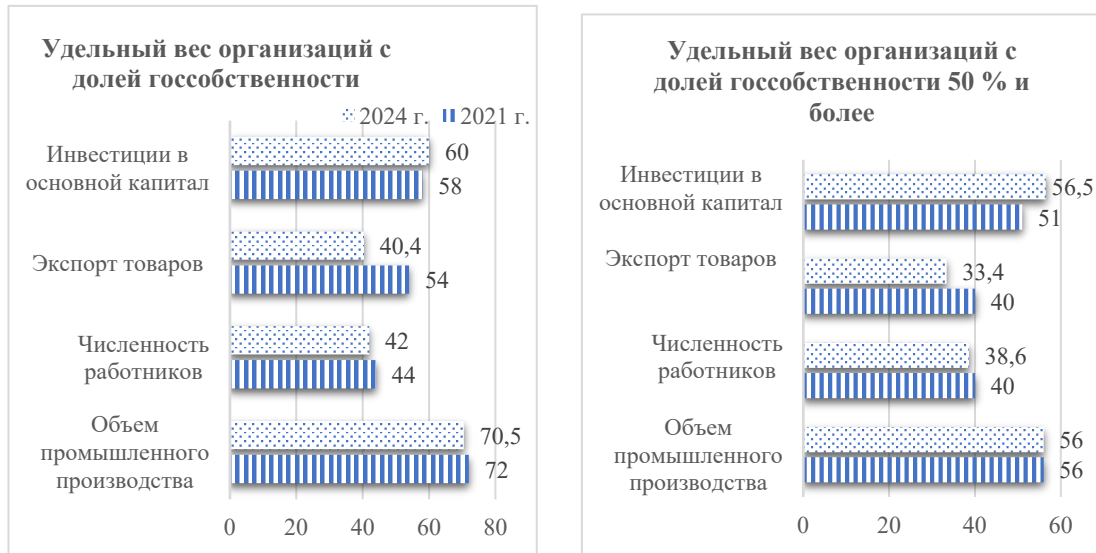 Удельный вес организаций с
долей госсобственности
2024 г. 2021 г.
Инвестиции в
основной капитал
60
58
Экспорт товаров
40,4
54
Численность
работников
42
44
Объем
промышленного
производства
70,5
72
0 20 40 60 80
Удельный вес организаций с
долей госсобственности 50 % и
более
Инвестиции в
основной капитал
56,5
51
Экспорт товаров
33,4
40
Численность
работников
38,6
40
Объем
промышленного
производства
56
56
0 20 40 60